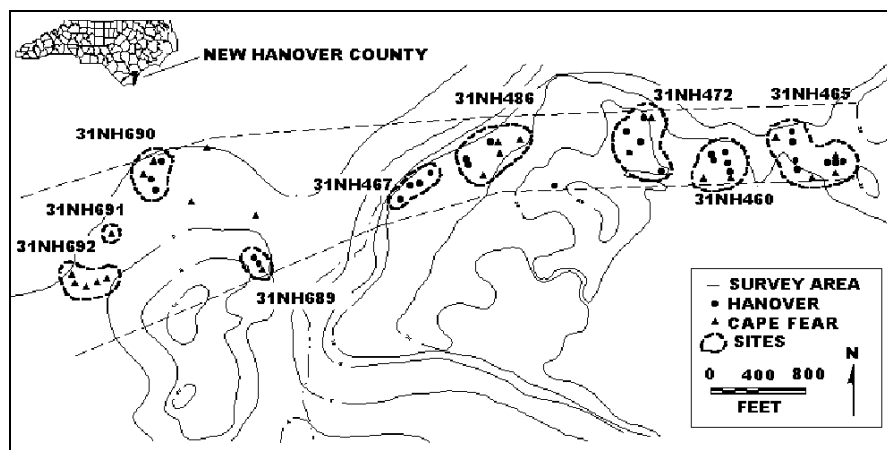 NEW HANOVER COUNTY
31NH690
31NH486
31NH472
31NH465
31NH467
31NH691
31NH460
31NH692
31NH689
SURVEY AREA
HANOVER
CAPE FEAR
SITES
N
0 400 800
FEET